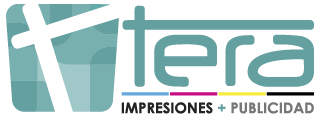 tera
IMPRESIONES + PUBLICIDAD